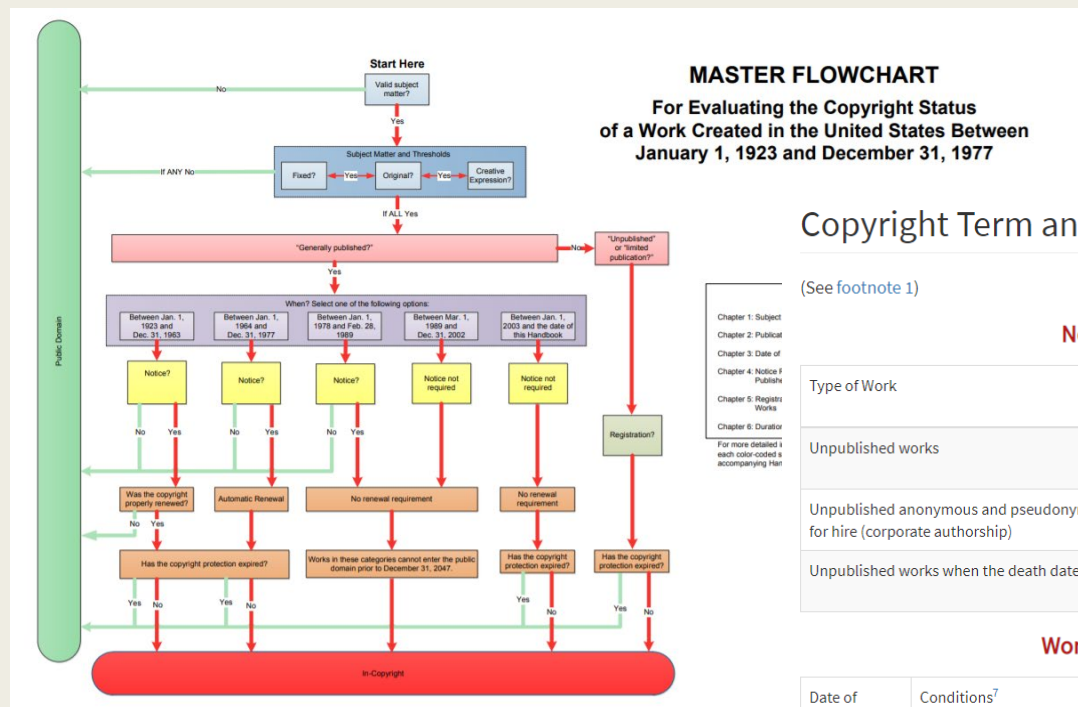 MASTER FLOWCHART
For Evaluating the Copyright Status
of a Work Created in the United States Between
January 1, 1923 and December 31, 1977
Start Here
Valid subject
matter?
No
Yes
Subject Matter and Thresholds
Fixed?
Yes
Original?
Yes
Creative
Expression?
If ANY No
If ALL Yes
"Generally published?"
No
"Unpublished"
or "limited
publication?"
Yes
When? Select one of the following options:
Between Jan. 1,
1923 and
Dec. 31, 1963
Between Jan. 1,
1964 and
Dec. 31, 1977
Between Jan. 1,
1978 and Feb. 28,
1989
Between Mar. 1,
1989 and
Dec. 31, 2002
Between Jan. 1,
2003 and the date of
this Handbook
Public Domain
Notice?
Notice?
Notice?
Notice not
required
Notice not
required
No
Yes
No
Yes
No
Yes
Registration?
Was the copyright
properly renewed?
Automatic Renewal
No renewal requirement
No renewal
requirement
No
Yes
Has the copyright protection expired?
Works in these categories cannot enter the public
domain prior to December 31, 2047.
Has the copyright
protection expired?
Has the copyright
protection expired?
Yes
No
Yes
No
Yes
No
Yes
No
In-Copyright
Chapter 1: Subject
Chapter 2: Publicat
Chapter 3: Date of
Chapter 4: Notice
Publishe
Chapter 5: Registra
Works
Chapter 6: Duration
For more detailed i
each color-coded s
accompanying Han
Copyright Term an
(See footnote 1)
Type of Work
Unpublished works
Unpublished anonymous and pseudony
for hire (corporate authorship)
Unpublished works when the death date
Wor
Date of
Conditions7